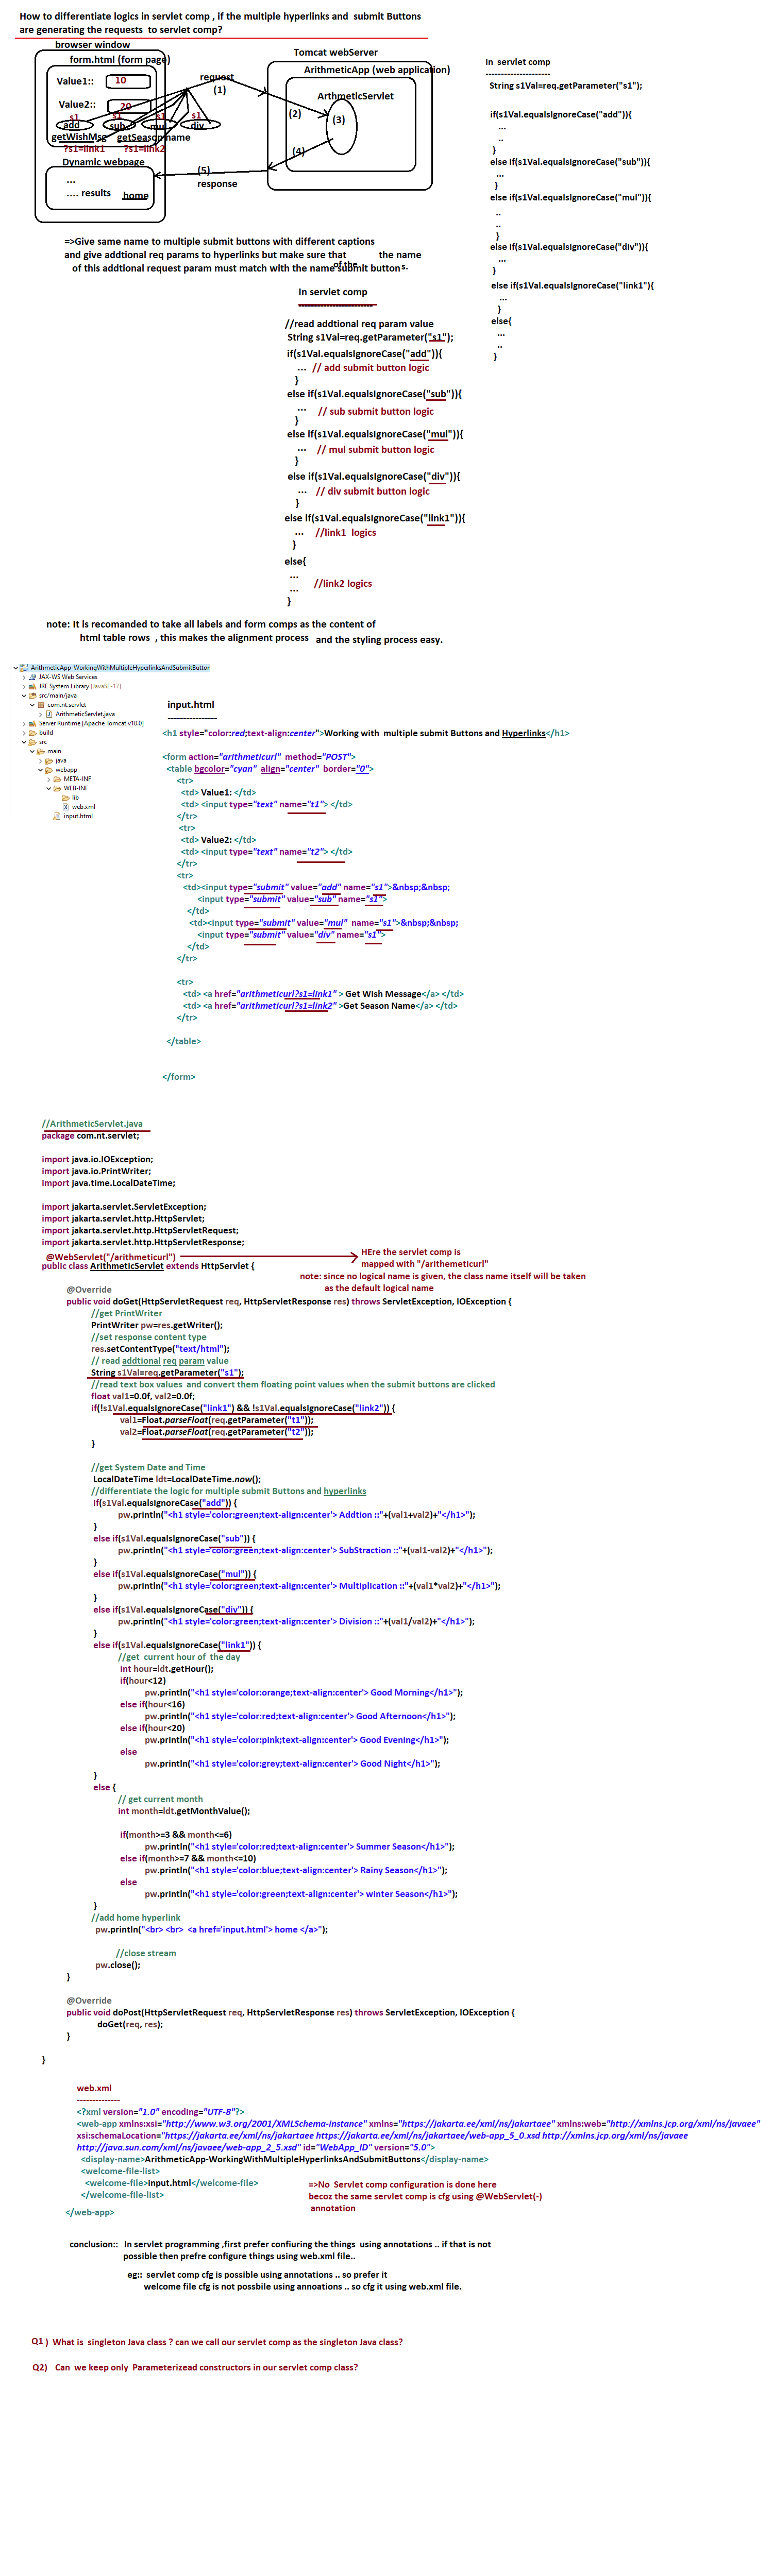 How to differentiate logics in servlet comp , if the multiple hyperlinks and  submit Buttons
are generating the requests  to servlet comp?
browser window
form.html (form page)
Value1::  10
Value2::  20
s1  s1  s1  s1
add  sub  mul  div
getWishMsg  getSeasonname
?s1=link1  ?s1=link2
Dynamic webpage
...
.... results  home
request
(1)
(2)
(3)
(4)
(5)
response
Tomcat webServer
ArithmeticApp (web application)
ArithmeticServlet
In  servlet comp
---------------------
String s1Val=req.getParameter("s1");
if(s1Val.equalsIgnoreCase("add")){
...
..
}
else if(s1Val.equalsIgnoreCase("sub")){
...
}
else if(s1Val.equalsIgnoreCase("mul")){
..
..
}
else if(s1Val.equalsIgnoreCase("div")){
...
}
else if(s1Val.equalsIgnoreCase("link1"){
...
}
else{
...
..
}
=>Give same name to multiple submit buttons with different captions
and give addtional req params to hyperlinks but make sure that  the name
of this addtional request param must match with the name of the submit button s.
In servlet comp
------------------------
//read addtional req param value
String s1Val=req.getParameter("s1");
if(s1Val.equalsIgnoreCase("add")){
...  // add submit button logic
}
else if(s1Val.equalsIgnoreCase("sub")){
...  // sub submit button logic
}
else if(s1Val.equalsIgnoreCase("mul")){
...  // mul submit button logic
}
else if(s1Val.equalsIgnoreCase("div")){
...  // div submit button logic
}
else if(s1Val.equalsIgnoreCase("link1")){
...  //link1  logics
}
else{
...
...  //link2 logics
}
note: It is recomanded to take all labels and form comps as the content of
html table rows  , this makes the alignment process  and the styling process easy.
ArithmeticApp-WorkingWithMultipleHyperlinksAndSubmitButtor
JAX-WS Web Services
JRE System Library [JavaSE-17]
src/main/java
com.nt.servlet
ArithmeticServlet.java
Server Runtime [Apache Tomcat v10.0]
build
src
main
java
webapp
META-INF
WEB-INF
lib
web.xml
input.html
input.html
----------------
<h1 style="color:red;text-align:center">Working with  multiple submit Buttons and Hyperlinks</h1>
<form action="arithmeticurl"  method="POST">
<table bgcolor="cyan"  align="center"  border="0">
<tr>
<td> Value1: </td>
<td> <input type="text" name="t1"> </td>
</tr>
<tr>
<td> Value2: </td>
<td> <input type="text" name="t2"> </td>
</tr>
<tr>
<td><input type="submit" value="add" name="s1">&nbsp;&nbsp;
<input type="submit" value="sub" name="s1">
</td>
<td><input type="submit" value="mul"  name="s1">&nbsp;&nbsp;
<input type="submit" value="div" name="s1">
</td>
</tr>
<tr>
<td> <a href="arithmeticurl?s1=link1" > Get Wish Message</a> </td>
<td> <a href="arithmeticurl?s1=link2" >Get Season Name</a> </td>
</tr>
</table>
</form>
//ArithmeticServlet.java
package com.nt.servlet;
import java.io.IOException;
import java.io.PrintWriter;
import java.time.LocalDateTime;
import jakarta.servlet.ServletException;
import jakarta.servlet.http.HttpServlet;
import jakarta.servlet.http.HttpServletRequest;
import jakarta.servlet.http.HttpServletResponse;
@WebServlet("/arithmeticurl")  HEre the servlet comp is
mapped with "/arithemeticurl"
public class ArithmeticServlet extends HttpServlet {
note: since no logical name is given, the class name itself will be taken
as the default logical name
@Override
public void doGet(HttpServletRequest req, HttpServletResponse res) throws ServletException, IOException {
//get PrintWriter
PrintWriter pw=res.getWriter();
//set response content type
res.setContentType("text/html");
// read addtional req param value
String s1Val=req.getParameter("s1");
//read text box values  and convert them floating point values when the submit buttons are clicked
float val1=0.0f, val2=0.0f;
if(!s1Val.equalsIgnoreCase("link1") && !s1Val.equalsIgnoreCase("link2")) {
val1=Float.parseFloat(req.getParameter("t1"));
val2=Float.parseFloat(req.getParameter("t2"));
}
//get System Date and Time
LocalDateTime ldt=LocalDateTime.now();
//differentiate the logic for multiple submit Buttons and hyperlinks
if(s1Val.equalsIgnoreCase("add")) {
pw.println("<h1 style='color:green;text-align:center'> Addtion ::"+(val1+val2)+"</h1>");
}
else if(s1Val.equalsIgnoreCase("sub")) {
pw.println("<h1 style='color:green;text-align:center'> SubStraction ::"+(val1-val2)+"</h1>");
}
else if(s1Val.equalsIgnoreCase("mul")) {
pw.println("<h1 style='color:green;text-align:center'> Multiplication ::"+(val1*val2)+"</h1>");
}
else if(s1Val.equalsIgnoreCase("div")) {
pw.println("<h1 style='color:green;text-align:center'> Division ::"+(val1/val2)+"</h1>");
}
else if(s1Val.equalsIgnoreCase("link1")) {
//get  current hour of  the day
int hour=ldt.getHour();
if(hour<12)
pw.println("<h1 style='color:orange;text-align:center'> Good Morning</h1>");
else if(hour<16)
pw.println("<h1 style='color:red;text-align:center'> Good Afternoon</h1>");
else if(hour<20)
pw.println("<h1 style='color:pink;text-align:center'> Good Evening</h1>");
else
pw.println("<h1 style='color:grey;text-align:center'> Good Night</h1>");
}
else {
// get current month
int month=ldt.getMonthValue();
if(month>=3 && month<=6)
pw.println("<h1 style='color:red;text-align:center'> Summer Season</h1>");
else if(month>=7 && month<=10)
pw.println("<h1 style='color:blue;text-align:center'> Rainy Season</h1>");
else
pw.println("<h1 style='color:green;text-align:center'> winter Season</h1>");
}
//add home hyperlink
pw.println("<br> <br>  <a href='input.html'> home </a>");
//close stream
pw.close();
}
@Override
public void doPost(HttpServletRequest req, HttpServletResponse res) throws ServletException, IOException {
doGet(req, res);
}
}
web.xml
--------------
<?xml version="1.0" encoding="UTF-8"?>
<web-app xmlns:xsi="http://www.w3.org/2001/XMLSchema-instance" xmlns="https://jakarta.ee/xml/ns/jakartaee" xmlns:web="http://xmlns.jcp.org/xml/ns/javaee"
xsi:schemaLocation="https://jakarta.ee/xml/ns/jakartaee https://jakarta.ee/xml/ns/jakartaee/web-app_5_0.xsd http://xmlns.jcp.org/xml/ns/javaee
http://java.sun.com/xml/ns/javaee/web-app_2_5.xsd" id="WebApp_ID" version="5.0">
<display-name>ArithmeticApp-WorkingWithMultipleHyperlinksAndSubmitButtons</display-name>
<welcome-file-list>
<welcome-file>input.html</welcome-file>
</welcome-file-list>
</web-app>
=>No  Servlet comp configuration is done here
becoz the same servlet comp is cfg using @WebServlet(-)
annotation
conclusion::  In servlet programming ,first prefer confiuring the things  using annotations .. if that is not
possible then prefre configure things using web.xml file..
eg::  servlet comp cfg is possible using annotations .. so prefer it
welcome file cfg is not possbile using annoations .. so cfg it using web.xml file.
Q1 )  What is  singleton Java class ? can we call our servlet comp as the singleton Java class?
Q2)   Can  we keep only  Parameterizead constructors in our servlet comp class?